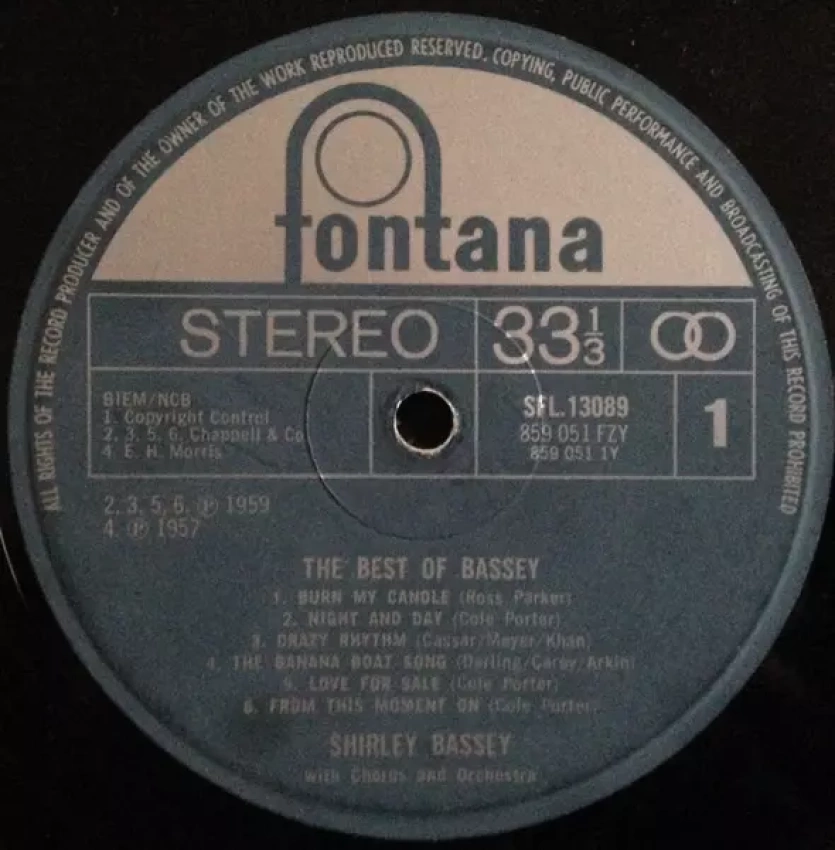 ALL RIGHTS OF THE RECORD PRODUCER AND OF THE OWNER OF THE WORK REPRODUCED RESERVED. COPYING, PUBLIC PERFORMANCE AND BROADCASTING OF THIS RECORD PROHIBITED
fontana
STEREO 33 1/3
BIEM/NCB
1. Copyright Control
2. 3. 5. 6. Chappell & Co
4. E. H. Morris
SFL.13089
859 051 FZY
859 051 1Y
1
2. 3. 5. 6. ℗ 1959
4. ℗ 1957
THE BEST OF BASSEY
1. BURN MY CANDLE (Ross Parker)
2. NIGHT AND DAY (Cole Porter)
3. CRAZY RHYTHM (Cassar/Meyer/Khan)
4. THE BANANA BOAT SONG (Darling/Carey/Arkin)
5. LOVE FOR SALE (Cole Porter)
6. FROM THIS MOMENT ON (Cole Porter)
SHIRLEY BASSEY
with Chorus and Orchestra